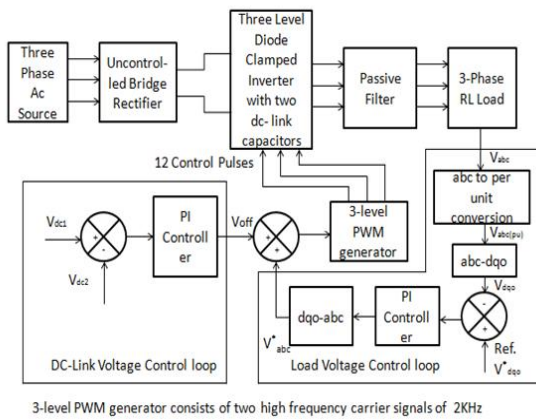 Three
Phase
Ac
Source
Uncontrol-
led Bridge
Rectifier
Three Level
Diode
Clamped
Inverter
with two
dc- link
capacitors
Passive
Filter
3-Phase
RL Load
12 Control Pulses
Vabc
abc to per
unit
conversion
Vabc(pu)
abc-dqo
Vdqo
Vdc1
+
-
Vdc2
PI
Controll
er
Voff
+
+
3-level
PWM
generator
V*abc
dqo-abc
PI
Controll
er
-
+
Ref.
V*dqo
DC-Link Voltage Control loop
Load Voltage Control loop
3-level PWM generator consists of two high frequency carrier signals of 2KHz